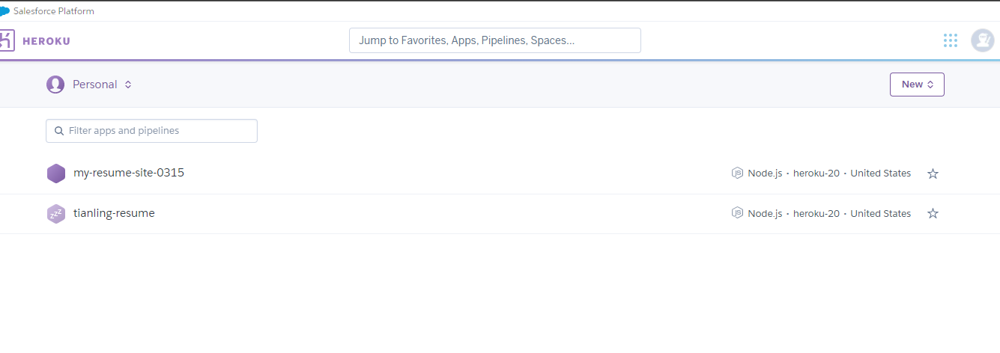 Salesforce Platform
HEROKU
Jump to Favorites, Apps, Pipelines, Spaces...
Personal
New
Filter apps and pipelines
my-resume-site-0315
Node.js • heroku-20 • United States
zzz
tianling-resume
Node.js • heroku-20 • United States